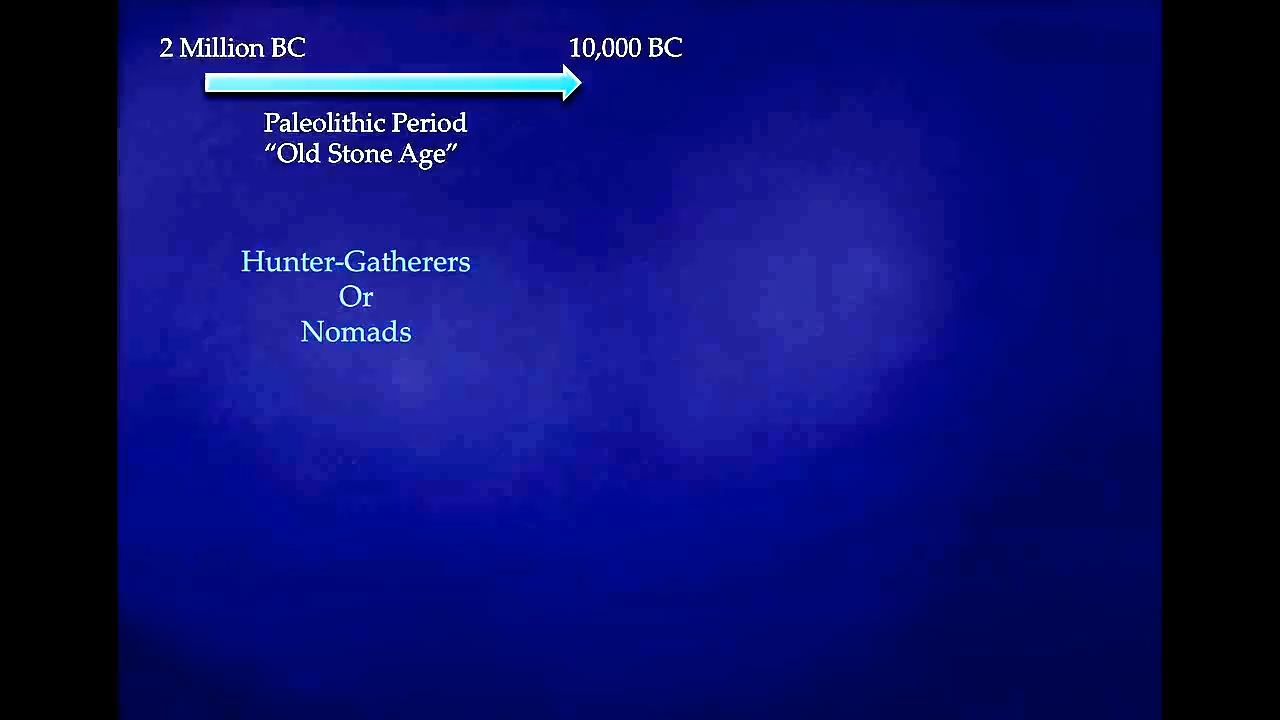 2 Million BC
10,000 BC
Paleolithic Period
“Old Stone Age”
Hunter-Gatherers
Or
Nomads